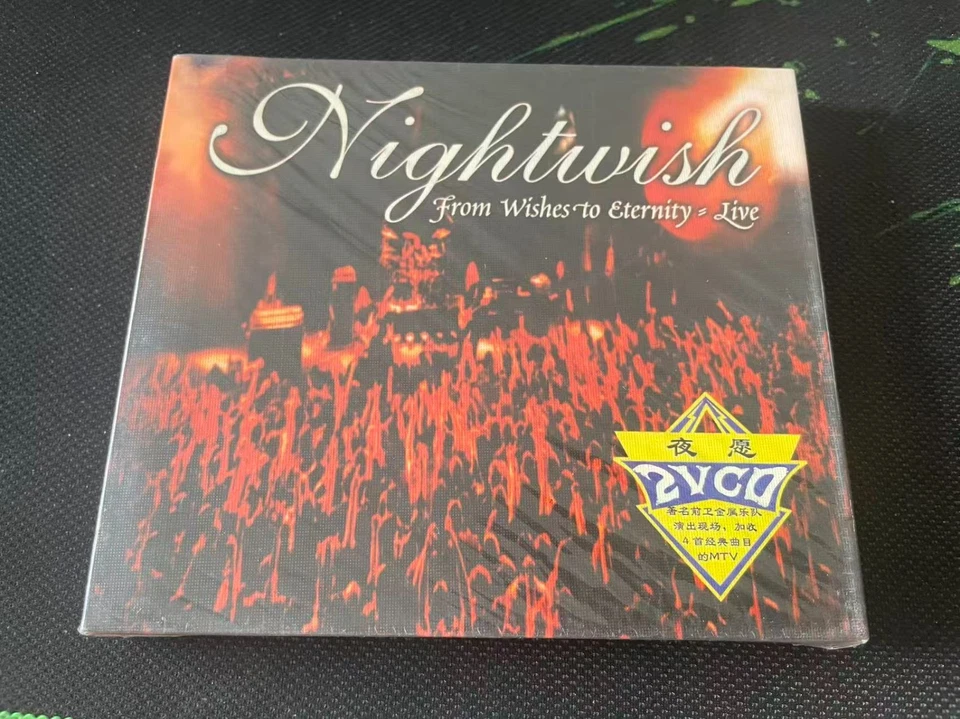 Nightwish
From Wishes to Eternity - Live
夜愿
2VCD
著名前卫金属乐队
演出现场，加收
4首经典曲目
的MTV